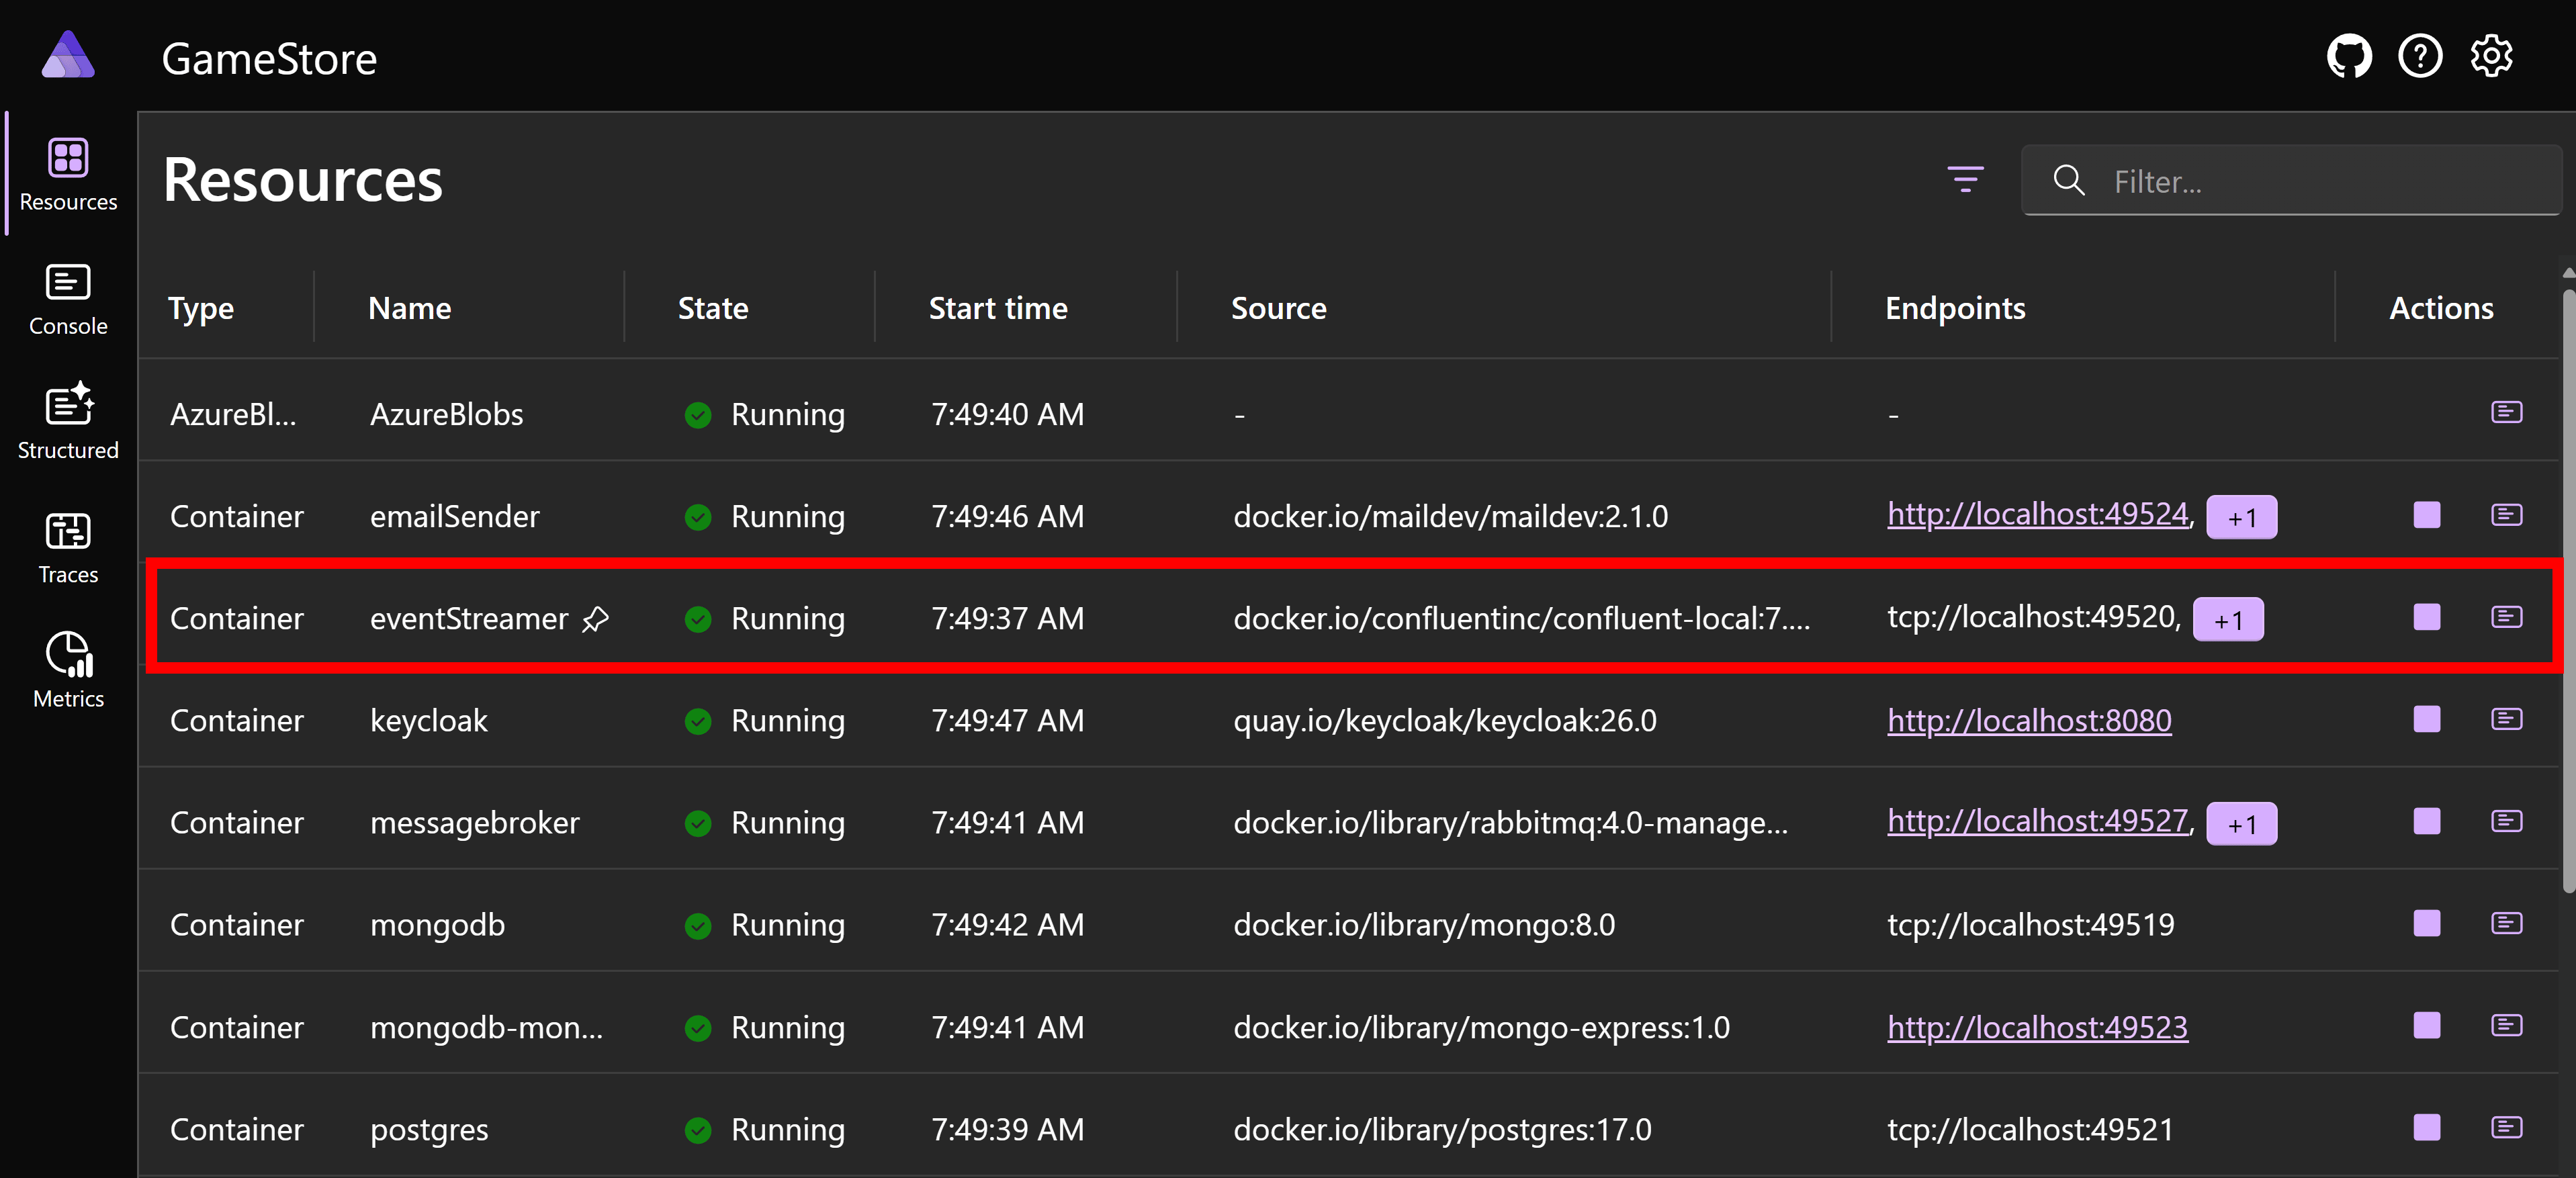 GameStore
Resources
Filter...
Resources
Console
Structured
Traces
Metrics
Type Name State Start time Source Endpoints Actions
AzureBl... AzureBlobs Running 7:49:40 AM - -
Container emailSender Running 7:49:46 AM docker.io/maildev/maildev:2.1.0 http://localhost:49524, +1
Container eventStreamer Running 7:49:37 AM docker.io/confluentinc/confluent-local:7.... tcp://localhost:49520, +1
Container keycloak Running 7:49:47 AM quay.io/keycloak/keycloak:26.0 http://localhost:8080
Container messagebroker Running 7:49:41 AM docker.io/library/rabbitmq:4.0-manage... http://localhost:49527, +1
Container mongodb Running 7:49:42 AM docker.io/library/mongo:8.0 tcp://localhost:49519
Container mongodb-mon... Running 7:49:41 AM docker.io/library/mongo-express:1.0 http://localhost:49523
Container postgres Running 7:49:39 AM docker.io/library/postgres:17.0 tcp://localhost:49521